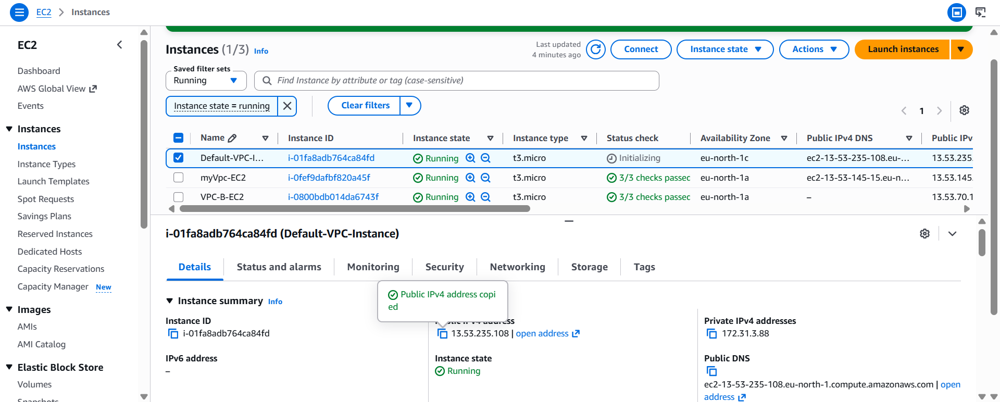 EC2 > Instances
EC2
Dashboard
AWS Global View
Events
Instances
Instances
Instance Types
Launch Templates
Spot Requests
Savings Plans
Reserved Instances
Dedicated Hosts
Capacity Reservations
Capacity Manager New
Images
AMIs
AMI Catalog
Elastic Block Store
Volumes
Snapshots
Instances (1/3) Info
Last updated
4 minutes ago
Connect
Instance state
Actions
Launch instances
Saved filter sets
Running
Find Instance by attribute or tag (case-sensitive)
Instance state = running
Clear filters
1
Name Instance ID Instance state Instance type Status check Availability Zone Public IPv4 DNS Public IPv
Default-VPC-I... i-01fa8adb764ca84fd Running t3.micro Initializing eu-north-1c ec2-13-53-235-108.eu-... 13.53.235.
myVpc-EC2 i-0fef9dafbf820a45f Running t3.micro 3/3 checks passed eu-north-1a ec2-13-53-145-15.eu-n... 13.53.145.
VPC-B-EC2 i-0800bdb014da6743f Running t3.micro 3/3 checks passed eu-north-1a – 13.53.70.1
i-01fa8adb764ca84fd (Default-VPC-Instance)
Details Status and alarms Monitoring Security Networking Storage Tags
Public IPv4 address copi
ed
Instance summary Info
Instance ID
i-01fa8adb764ca84fd
Public IPv4 address
13.53.235.108 | open address
Private IPv4 addresses
172.31.3.88
IPv6 address
–
Instance state
Running
Public DNS
ec2-13-53-235-108.eu-north-1.compute.amazonaws.com | open
address